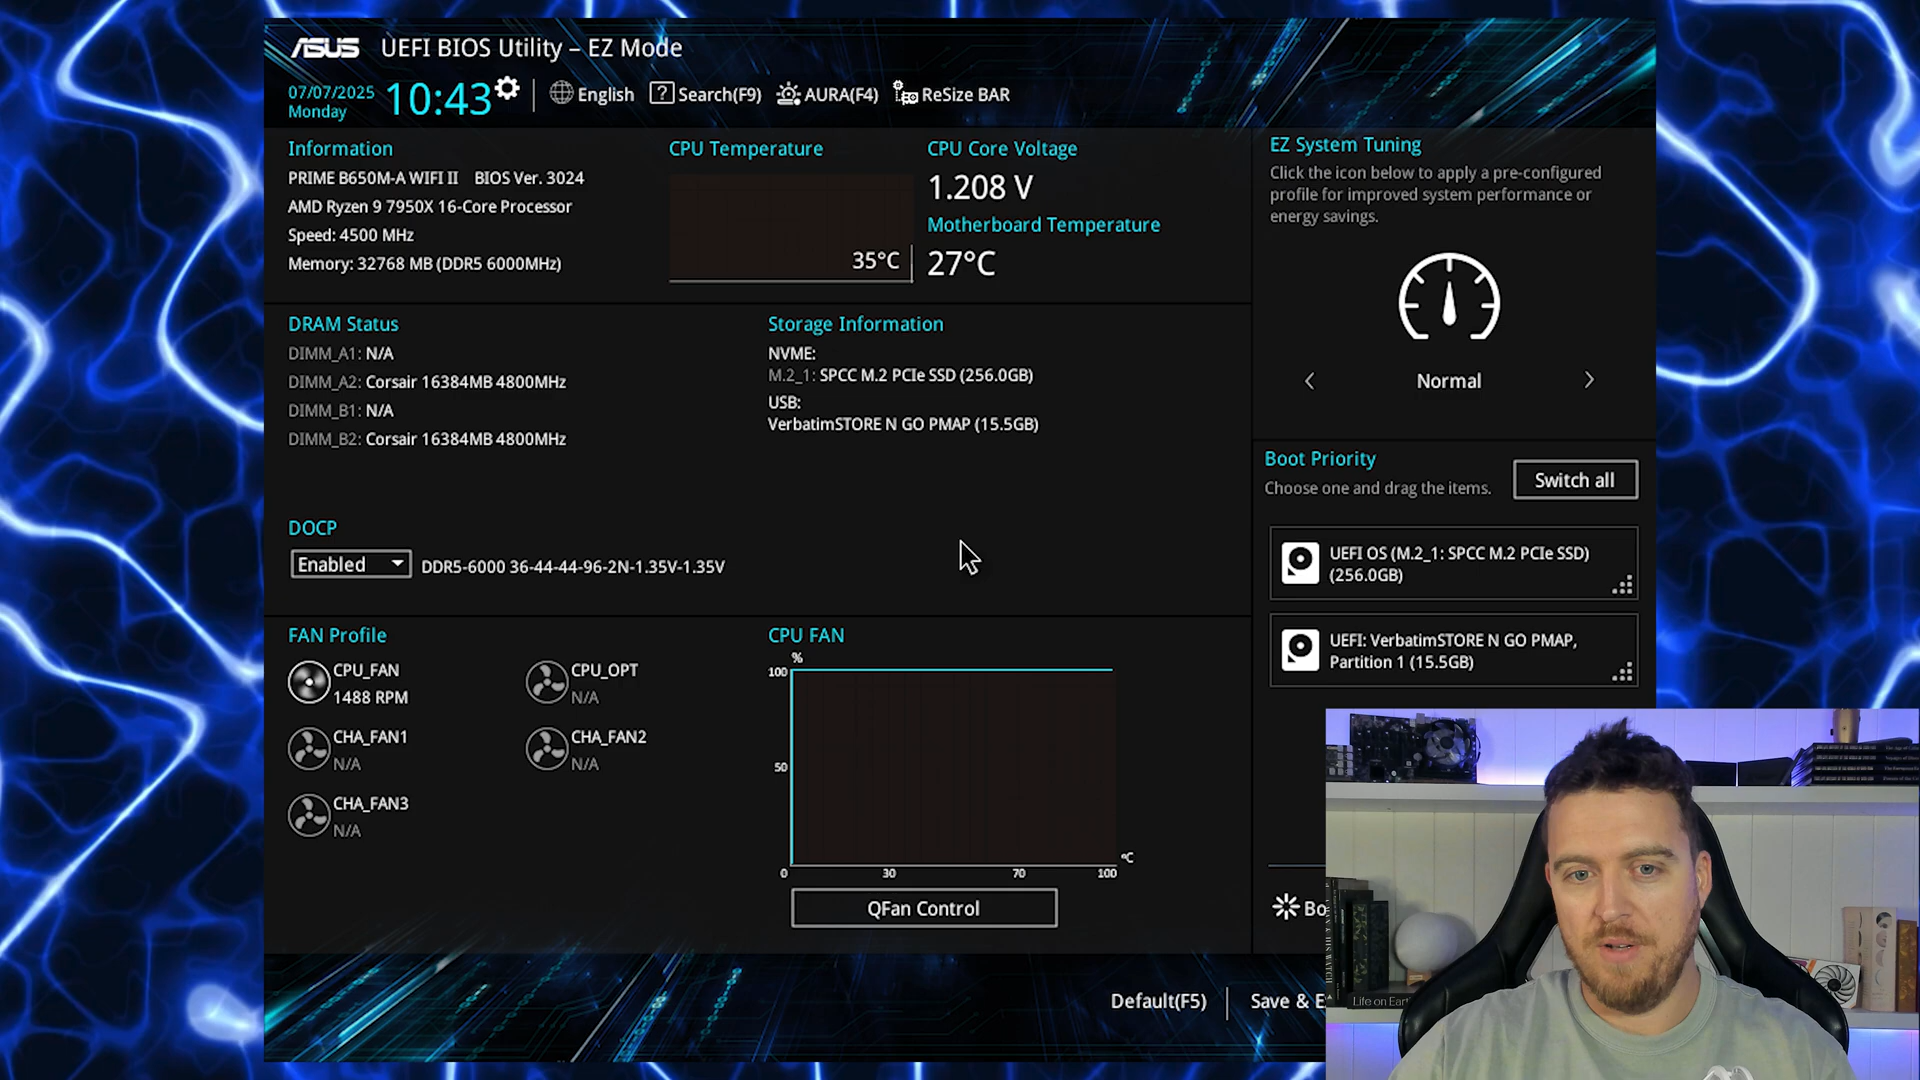 ASUS UEFI BIOS Utility – EZ Mode
07/07/2025
Monday
10:43
English
Search(F9)
AURA(F4)
ReSize BAR
Information
PRIME B650M-A WIFI II BIOS Ver. 3024
AMD Ryzen 9 7950X 16-Core Processor
Speed: 4500 MHz
Memory: 32768 MB (DDR5 6000MHz)
CPU Temperature
35°C
CPU Core Voltage
1.208 V
Motherboard Temperature
27°C
EZ System Tuning
Click the icon below to apply a pre-configured
profile for improved system performance or
energy savings.
Normal
DRAM Status
DIMM_A1: N/A
DIMM_A2: Corsair 16384MB 4800MHz
DIMM_B1: N/A
DIMM_B2: Corsair 16384MB 4800MHz
Storage Information
NVME:
M.2_1: SPCC M.2 PCIe SSD (256.0GB)
USB:
VerbatimSTORE N GO PMAP (15.5GB)
Boot Priority
Choose one and drag the items.
Switch all
UEFI OS (M.2_1: SPCC M.2 PCIe SSD)
(256.0GB)
UEFI: VerbatimSTORE N GO PMAP,
Partition 1 (15.5GB)
DOCP
Enabled
DDR5-6000 36-44-44-96-2N-1.35V-1.35V
FAN Profile
CPU_FAN
1488 RPM
CPU_OPT
N/A
CHA_FAN1
N/A
CHA_FAN2
N/A
CHA_FAN3
N/A
CPU FAN
%
100
50
0 30 70 100
°C
QFan Control
Bo
Default(F5)
Save & E
Life on Eart